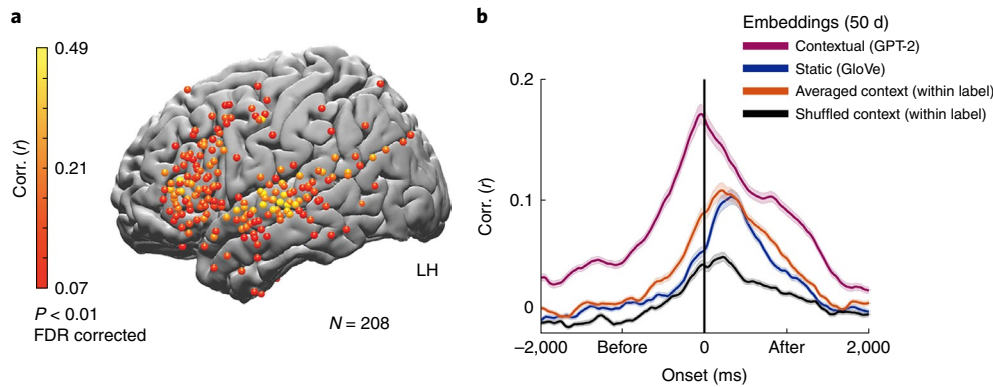 a
0.49
Corr. (r)
0.21
0.07
P < 0.01
FDR corrected
LH
N = 208
b
Embeddings (50 d)
Contextual (GPT-2)
Static (GloVe)
Averaged context (within label)
Shuffled context (within label)
0.2
Corr. (r)
0.1
0
−2,000 Before 0 After 2,000
Onset (ms)